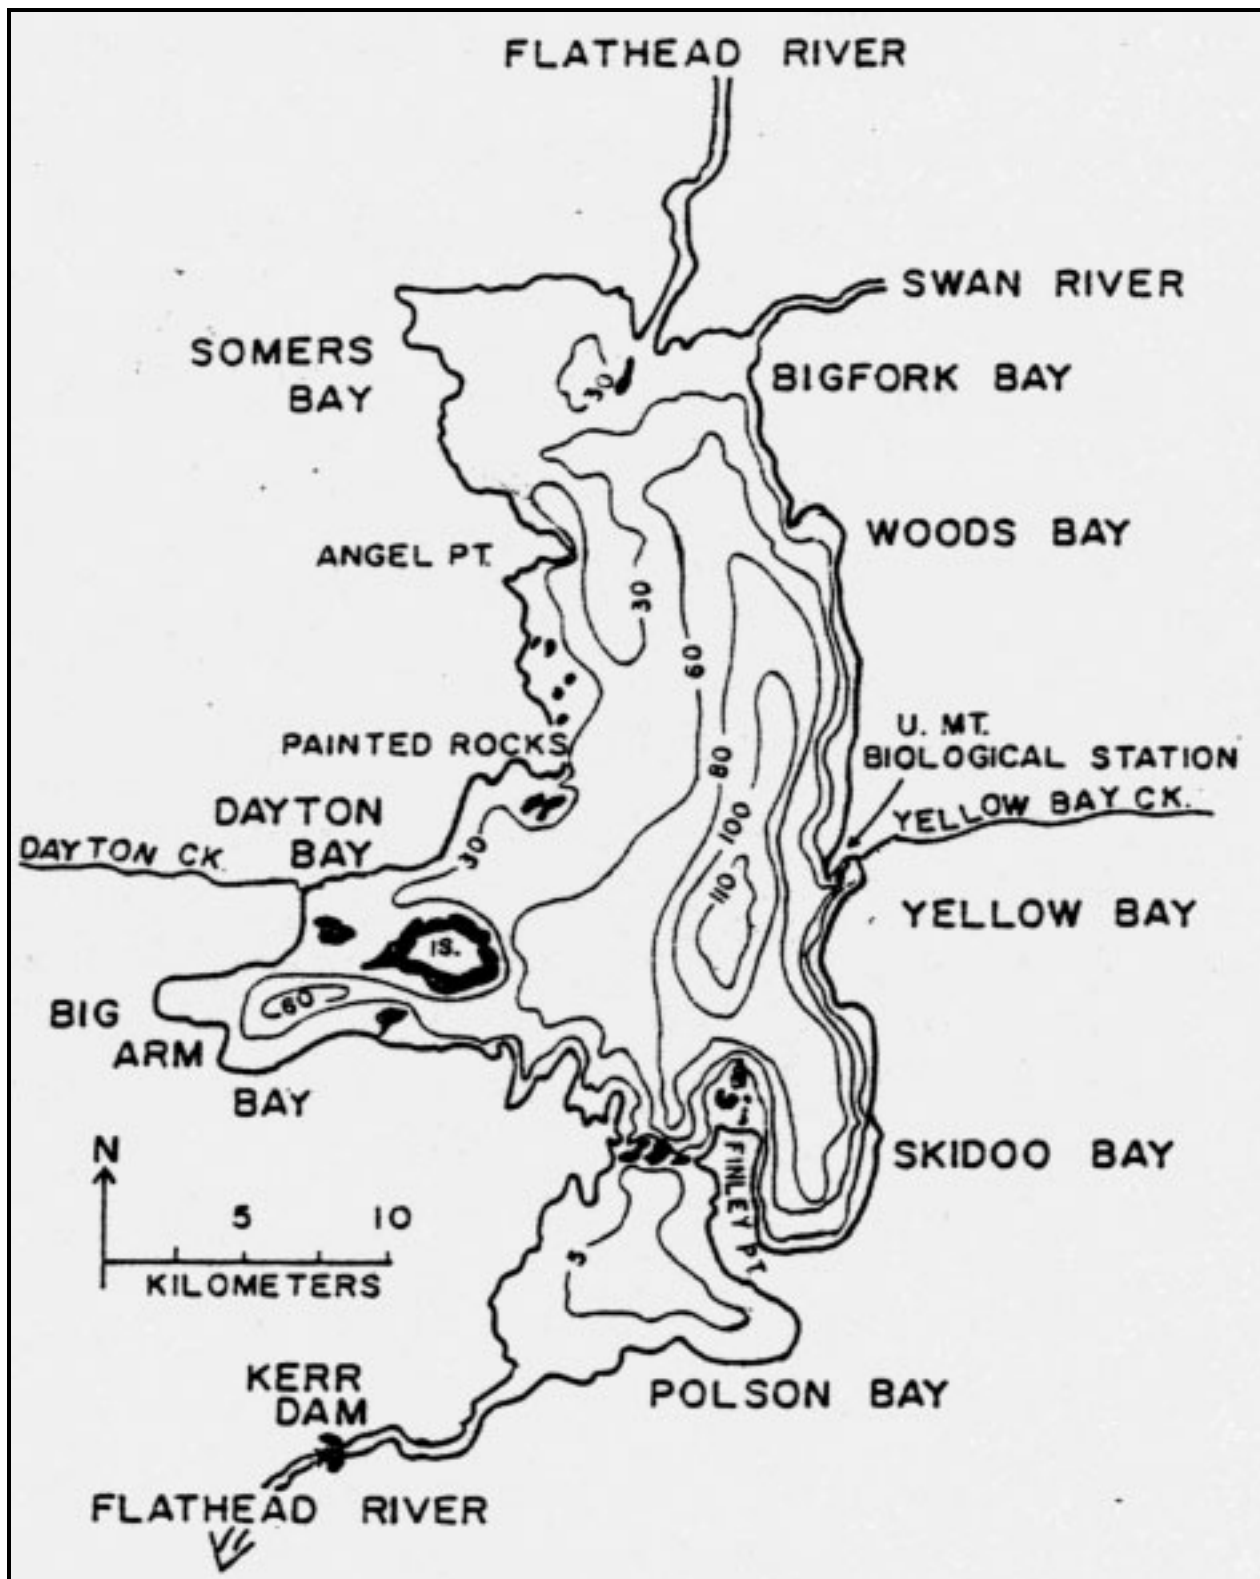 FLATHEAD RIVER
SWAN RIVER
SOMERS
BAY
30
BIGFORK BAY
WOODS BAY
ANGEL PT.
30
60
U. MT.
BIOLOGICAL STATION
PAINTED ROCKS
80
YELLOW BAY CK.
DAYTON
BAY
DAYTON CK.
30
100
110
YELLOW BAY
IS.
60
BIG
ARM
BAY
N
SKIDOO BAY
FINLEY PT.
5 10
KILOMETERS
5
KERR
DAM
POLSON BAY
FLATHEAD RIVER